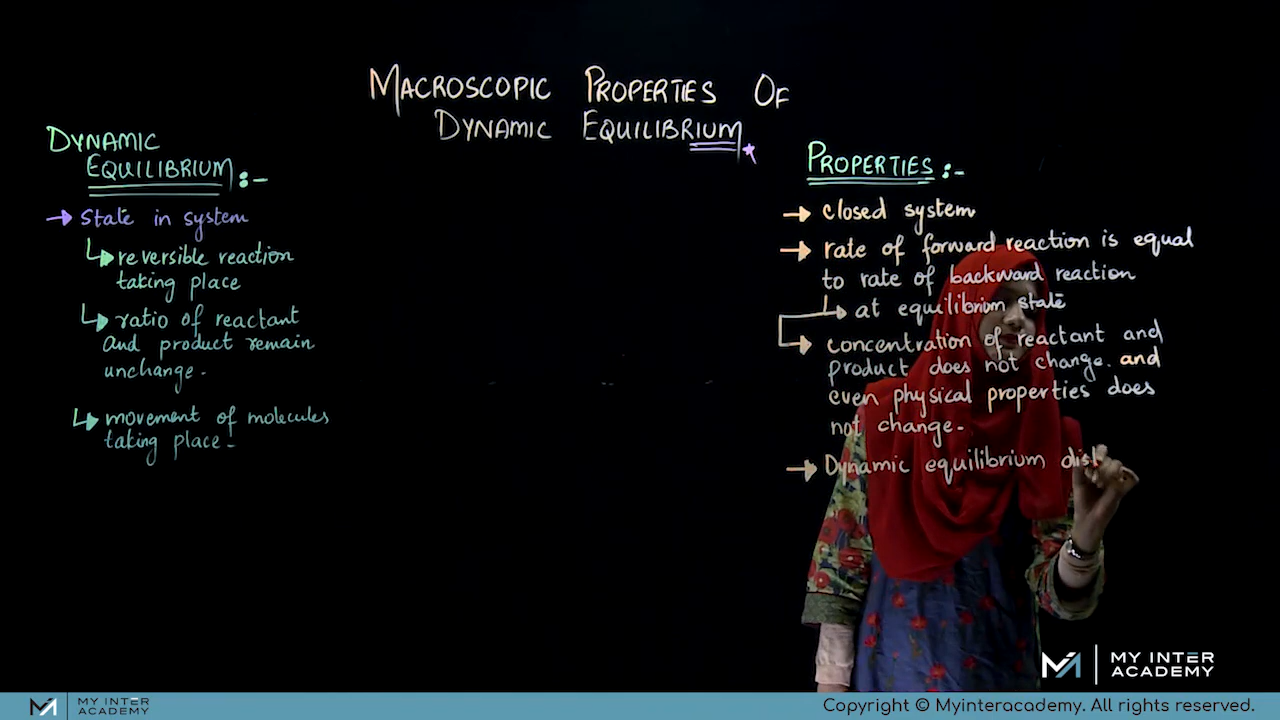 MACROSCOPIC PROPERTIES OF
DYNAMIC EQUILIBRIUM
DYNAMIC
EQUILIBRIUM :-
→ State in system
reversible reaction
taking place
ratio of reactant
and product remain
unchange.
movement of molecules
taking place.
PROPERTIES :-
→ closed system
→ rate of forward reaction is equal
to rate of backward reaction
at equilibrium state
concentration of reactant and
product does not change. and
even physical properties does
not change.
→ Dynamic equilibrium
MY INTER
ACADEMY
MY INTER
ACADEMY
Copyright © Myinteracademy. All rights reserved.